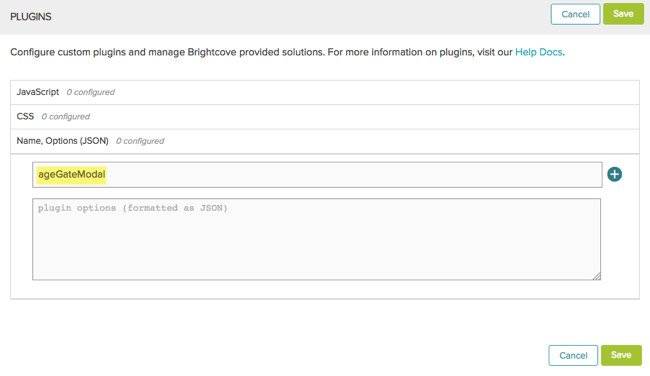 PLUGINS
Cancel
Save
Configure custom plugins and manage Brightcove provided solutions. For more information on plugins, visit our Help Docs.
JavaScript 0 configured
CSS 0 configured
Name, Options (JSON) 0 configured
ageGateModal
plugin options (formatted as JSON)
Cancel
Save